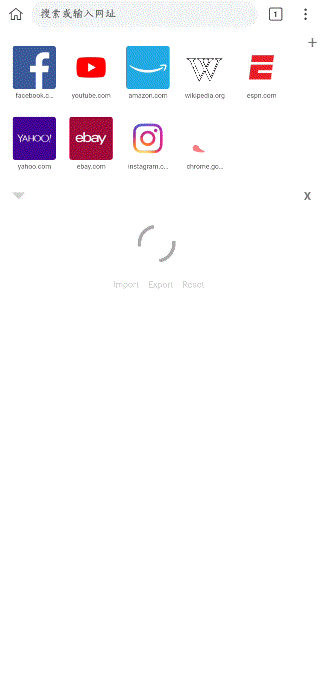 搜索或输入网址
1
+
facebook.c...
youtube.com
amazon.com
wikipedia.org
espn.com
YAHOO!
ebay
yahoo.com
ebay.com
instagram.c...
chrome.go...
X
Import Export Reset